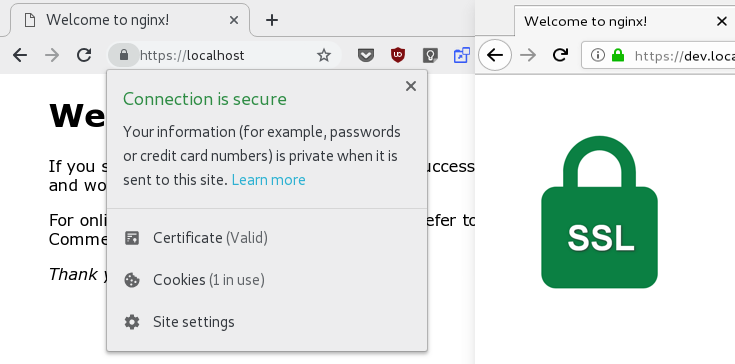 Welcome to nginx!
https://localhost
Connection is secure
Your information (for example, passwords
or credit card numbers) is private when it is
sent to this site. Learn more
Certificate (Valid)
Cookies (1 in use)
Site settings
We
If you s
and wo
For onli
Comme
Thank y
uccess
efer to
Welcome to nginx!
https://dev.loca
SSL